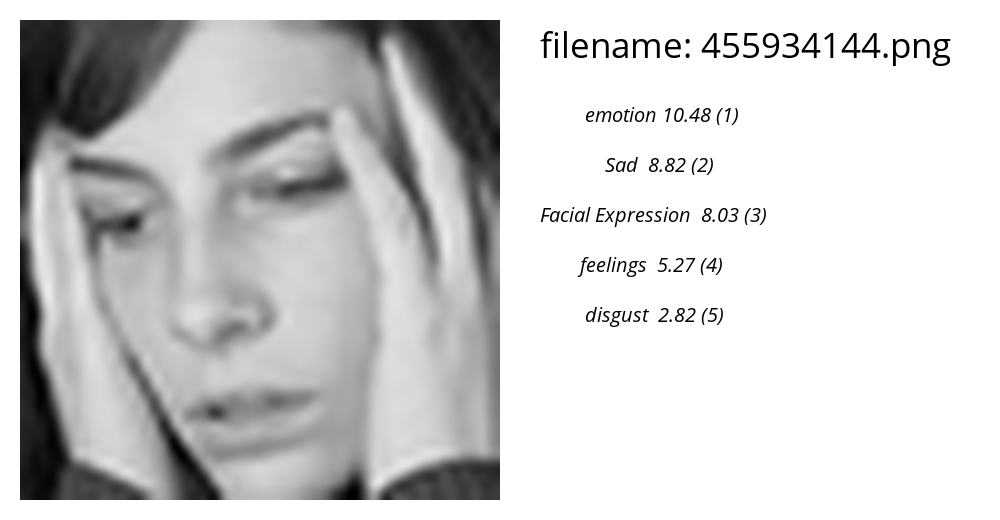 filename: 455934144.png
emotion 10.48 (1)
Sad 8.82 (2)
Facial Expression 8.03 (3)
feelings 5.27 (4)
disgust 2.82 (5)